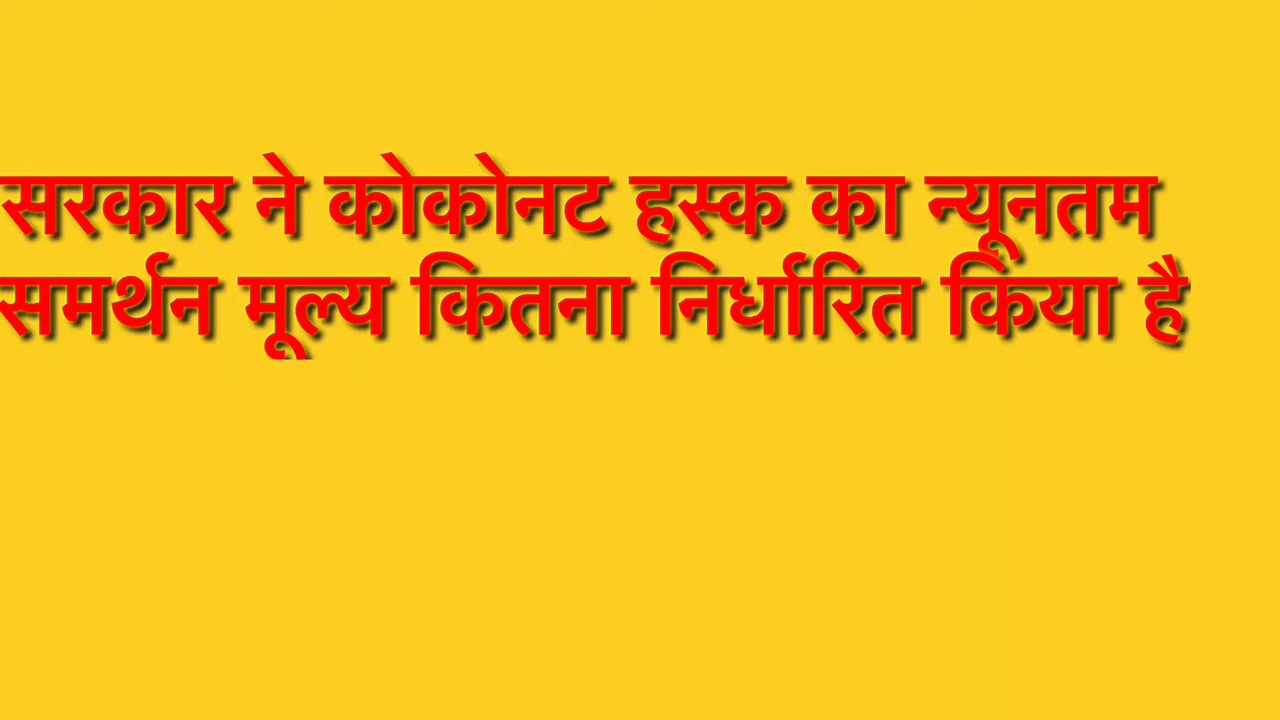 सरकार ने कोकोनट हस्क का न्यूनतम
समर्थन मूल्य कितना निर्धारित किया है